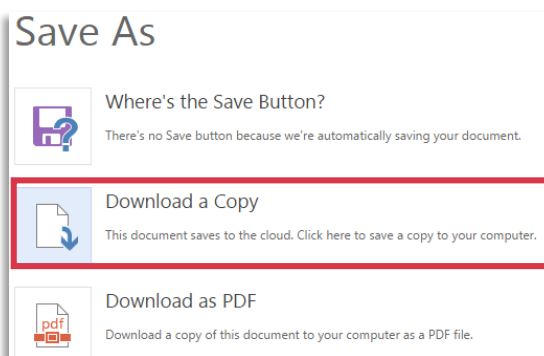 Save As
Where's the Save Button?
There's no Save button because we're automatically saving your document.
Download a Copy
This document saves to the cloud. Click here to save a copy to your computer.
Download as PDF
pdf
Download a copy of this document to your computer as a PDF file.